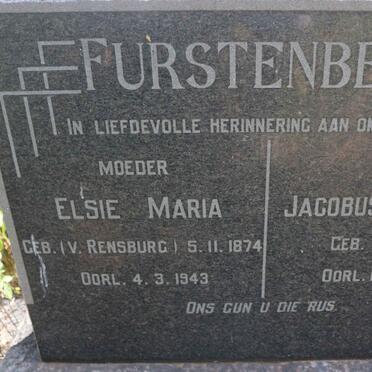 FURSTENBE
IN LIEFDEVOLLE HERINNERING AAN ON
MOEDER
ELSIE MARIA JACOBUS
GEB. (V. RENSBURG) 5.11.1874 GEB.
OORL. 4.3.1943 OORL.
ONS GUN U DIE RUS.